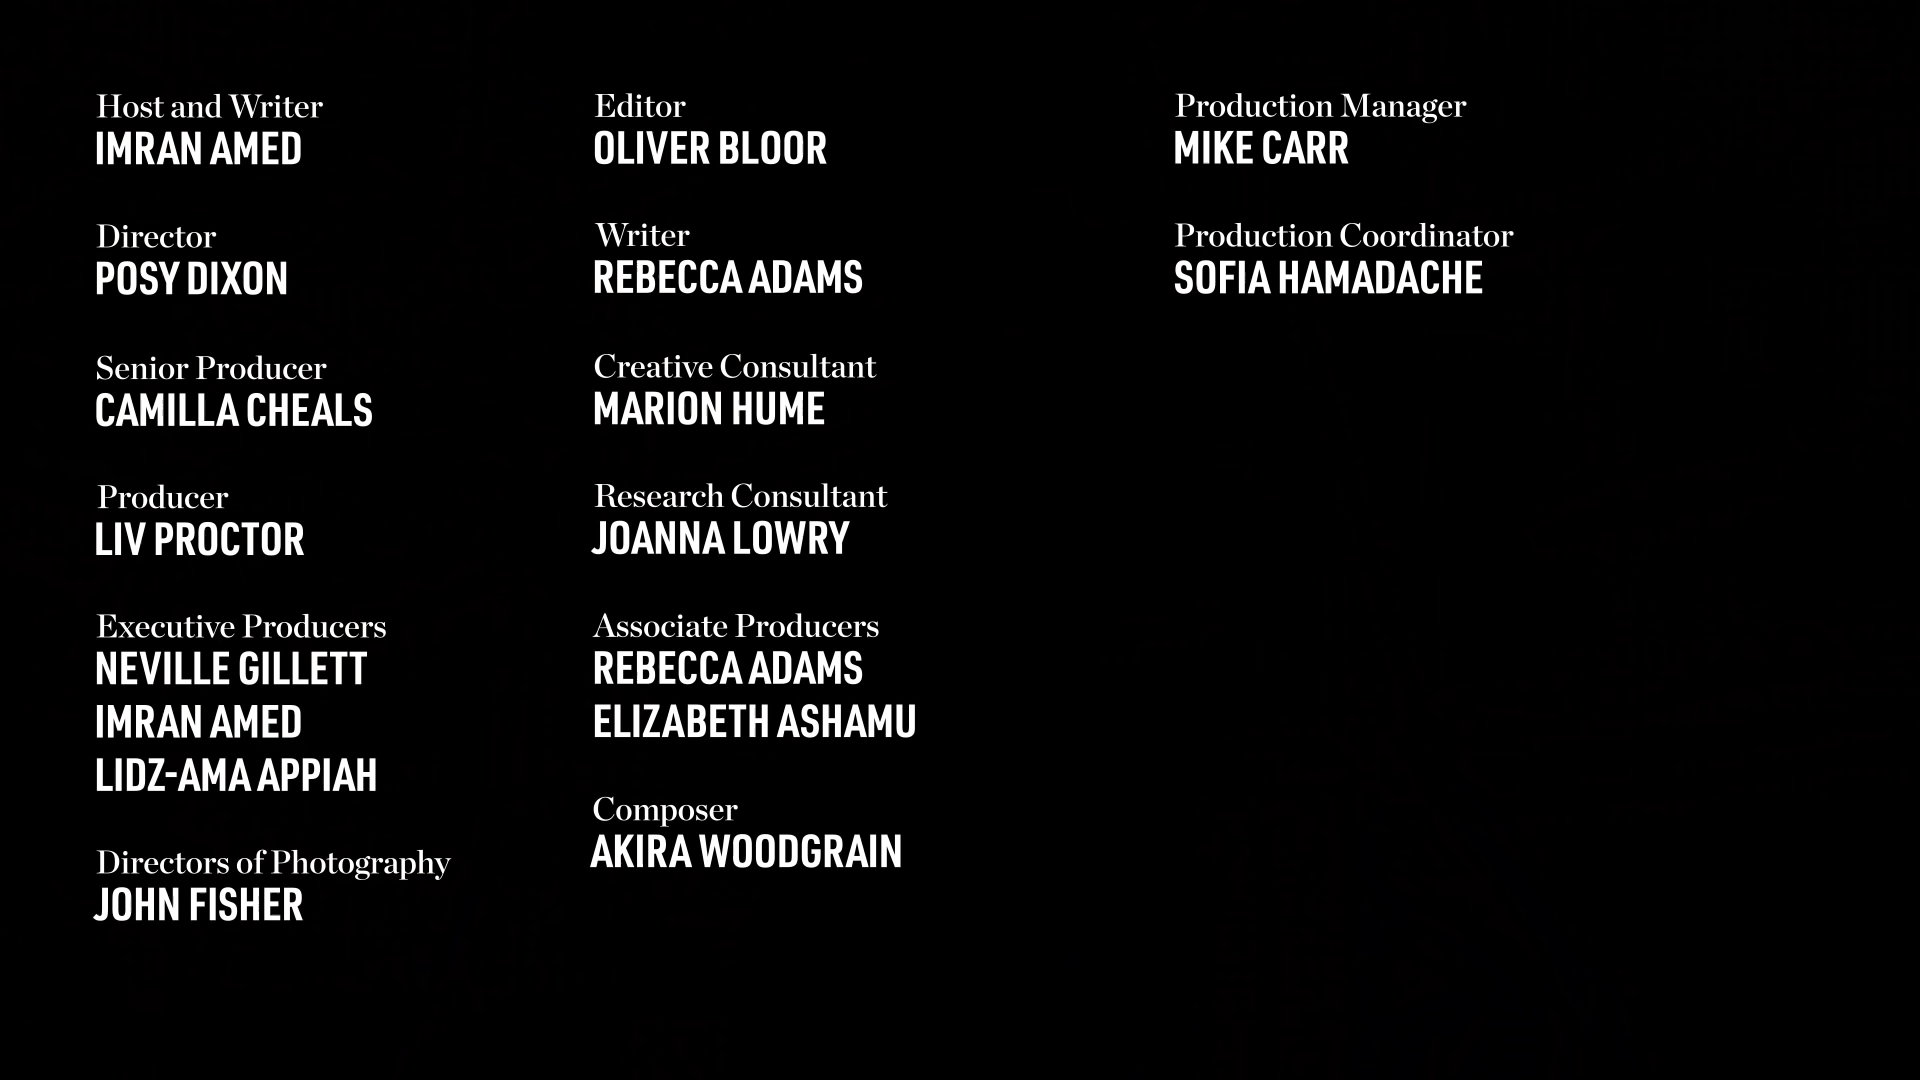 Host and Writer
IMRAN AMED
Director
POSY DIXON
Senior Producer
CAMILLA CHEALS
Producer
LIV PROCTOR
Executive Producers
NEVILLE GILLETT
IMRAN AMED
LIDZ-AMA APPIAH
Directors of Photography
JOHN FISHER
Editor
OLIVER BLOOR
Writer
REBECCA ADAMS
Creative Consultant
MARION HUME
Research Consultant
JOANNA LOWRY
Associate Producers
REBECCA ADAMS
ELIZABETH ASHAMU
Composer
AKIRA WOODGRAIN
Production Manager
MIKE CARR
Production Coordinator
SOFIA HAMADACHE